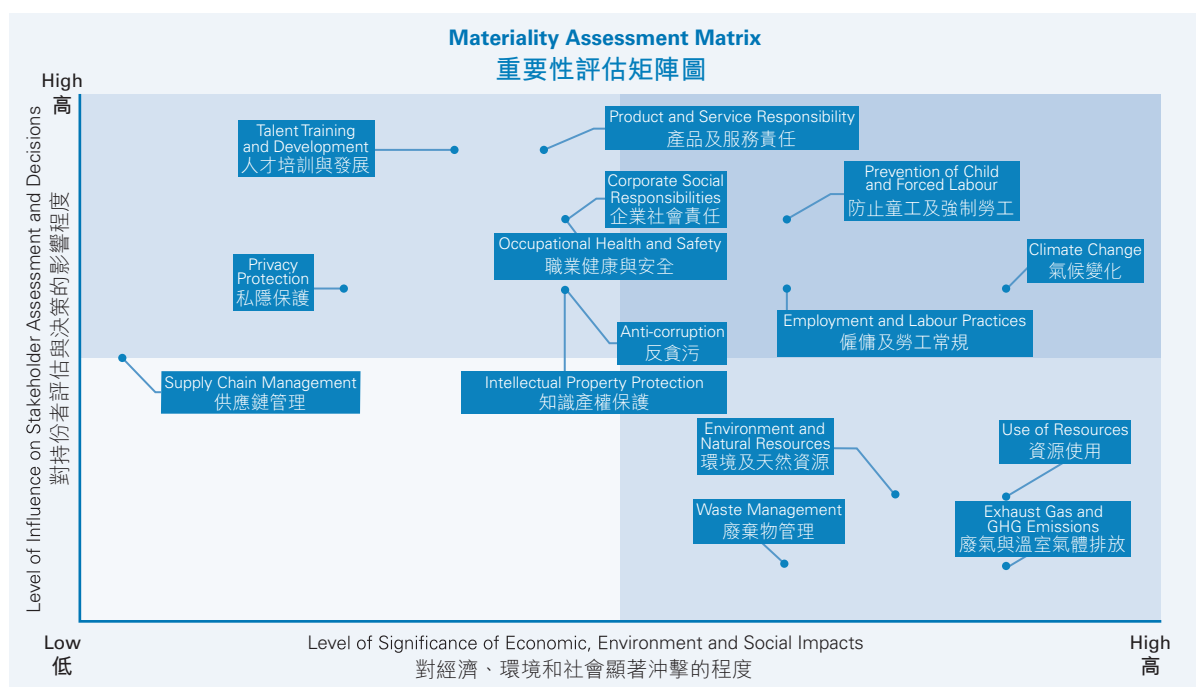 Materiality Assessment Matrix
重要性評估矩陣圖
High
高
Level of Influence on Stakeholder Assessment and Decisions
對持份者評估與決策的影響程度
Talent Training
and Development
人才培訓與發展
Product and Service Responsibility
產品及服務責任
Corporate Social
Responsibilities
企業社會責任
Prevention of Child
and Forced Labour
防止童工及強制勞工
Occupational Health and Safety
職業健康與安全
Climate Change
氣候變化
Privacy
Protection
私隱保護
Anti-corruption
反貪污
Employment and Labour Practices
僱傭及勞工常規
Supply Chain Management
供應鏈管理
Intellectual Property Protection
知識產權保護
Environment and
Natural Resources
環境及天然資源
Use of Resources
資源使用
Waste Management
廢棄物管理
Exhaust Gas and
GHG Emissions
廢氣與溫室氣體排放
Low
低
Level of Significance of Economic, Environment and Social Impacts
對經濟、環境和社會顯著沖擊的程度
High
高